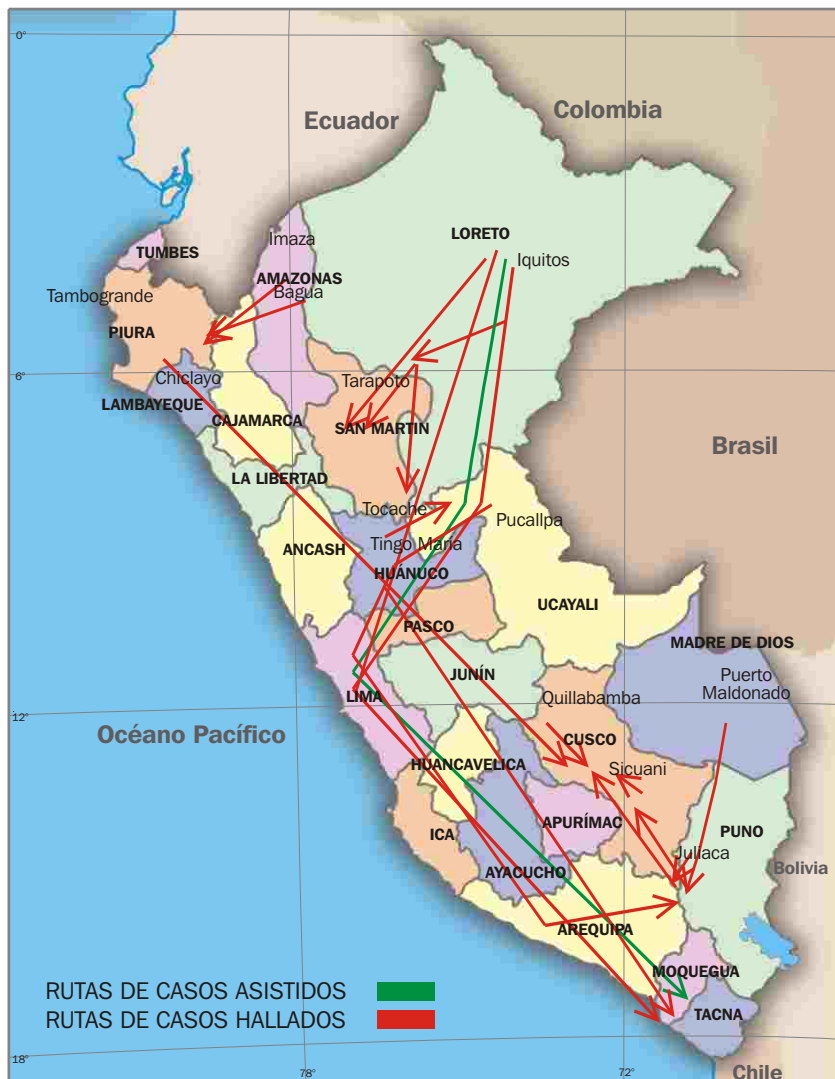 0°
Colombia
Ecuador
LORETO
Imaza
TUMBES
Iquitos
AMAZONAS
Tambogrande
Bagua
PIURA
6°
Chiclayo
Tarapoto
LAMBAYEQUE
CAJAMARCA
SAN MARTIN
Brasil
LA LIBERTAD
Tocache
Pucallpa
ANCASH
Tingo María
HUÁNUCO
UCAYALI
PASCO
MADRE DE DIOS
JUNÍN
Puerto
Maldonado
LIMA
Quillabamba
12°
Océano Pacífico
CUSCO
HUANCAVELICA
Sicuani
ICA
APURÍMAC
PUNO
Juliaca
Bolivia
AYACUCHO
AREQUIPA
MOQUEGUA
RUTAS DE CASOS ASISTIDOS
TACNA
RUTAS DE CASOS HALLADOS
18°
78°
72°
Chile